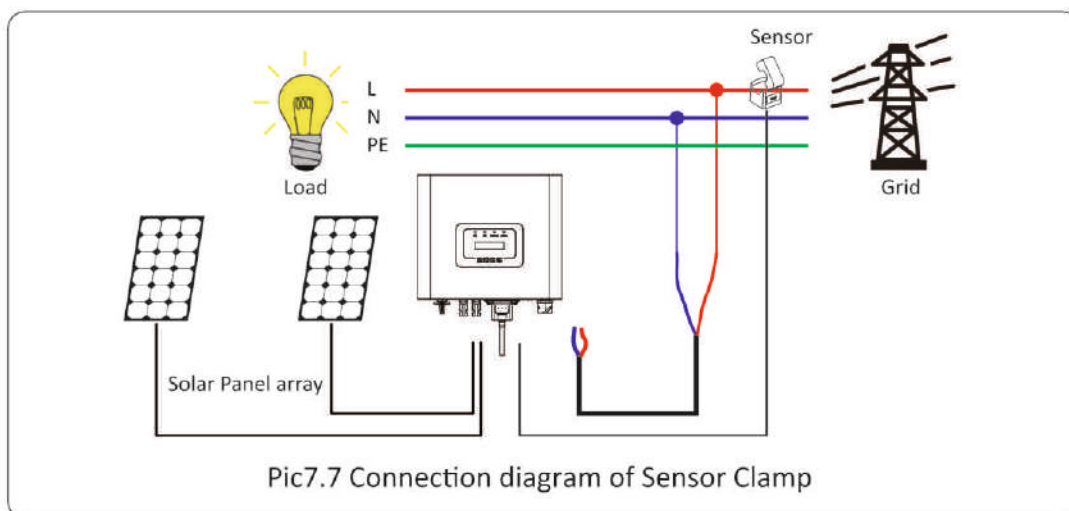 Sensor
L
N
PE
Load
Grid
Solar Panel array
Pic7.7 Connection diagram of Sensor Clamp